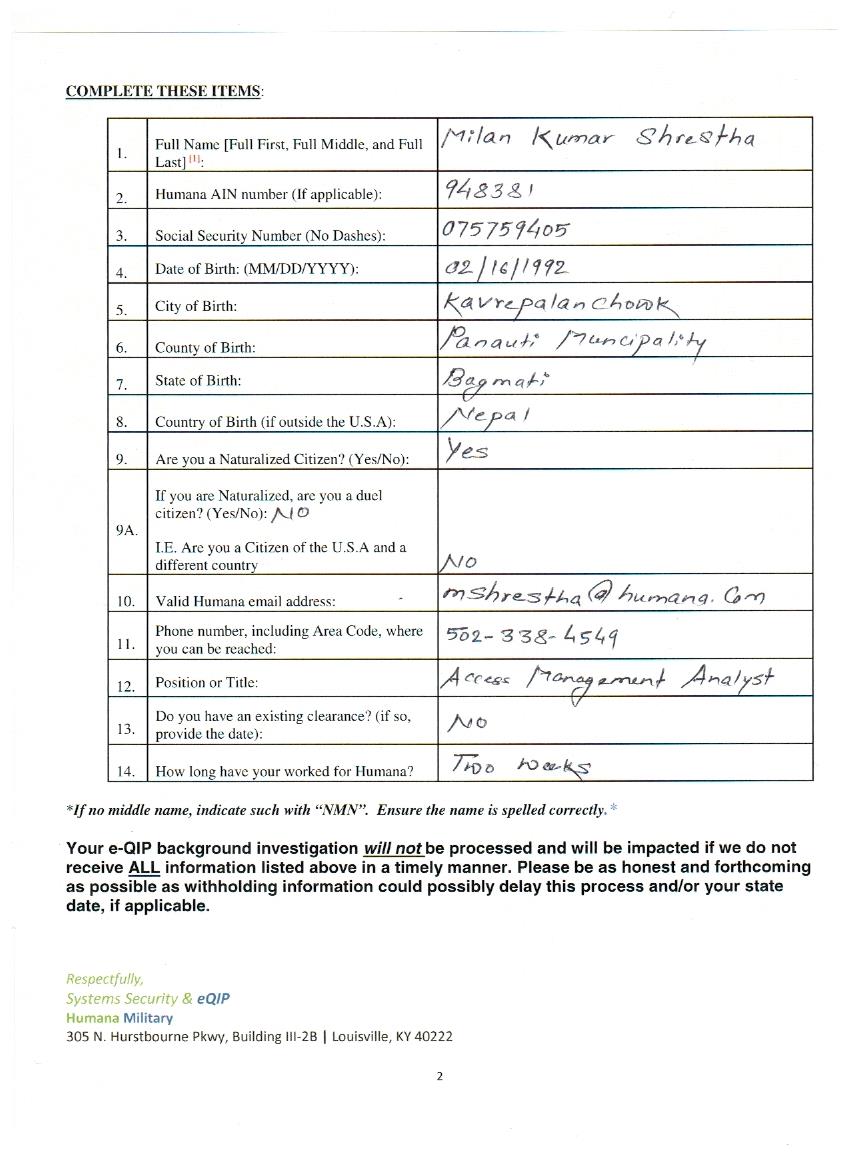 COMPLETE THESE ITEMS:
1. Full Name [Full First, Full Middle, and Full Last] [1]: Milan Kumar Shrestha
2. Humana AIN number (If applicable): 948381
3. Social Security Number (No Dashes): 075759405
4. Date of Birth: (MM/DD/YYYY): 02/16/1992
5. City of Birth: Kavrepalanchowk
6. County of Birth: Panauti Muncipality
7. State of Birth: Bagmati
8. Country of Birth (if outside the U.S.A): Nepal
9. Are you a Naturalized Citizen? (Yes/No): Yes
9A. If you are Naturalized, are you a duel
citizen? (Yes/No): NO
I.E. Are you a Citizen of the U.S.A and a
different country NO
10. Valid Humana email address: mshrestha@humana.Com
11. Phone number, including Area Code, where
you can be reached: 502-338-4549
12. Position or Title: Access Management Analyst
13. Do you have an existing clearance? (if so,
provide the date): NO
14. How long have your worked for Humana? Two weeks
*If no middle name, indicate such with “NMN”. Ensure the name is spelled correctly. *
Your e-QIP background investigation will not be processed and will be impacted if we do not
receive ALL information listed above in a timely manner. Please be as honest and forthcoming
as possible as withholding information could possibly delay this process and/or your state
date, if applicable.
Respectfully,
Systems Security & eQIP
Humana Military
305 N. Hurstbourne Pkwy, Building III-2B | Louisville, KY 40222
2